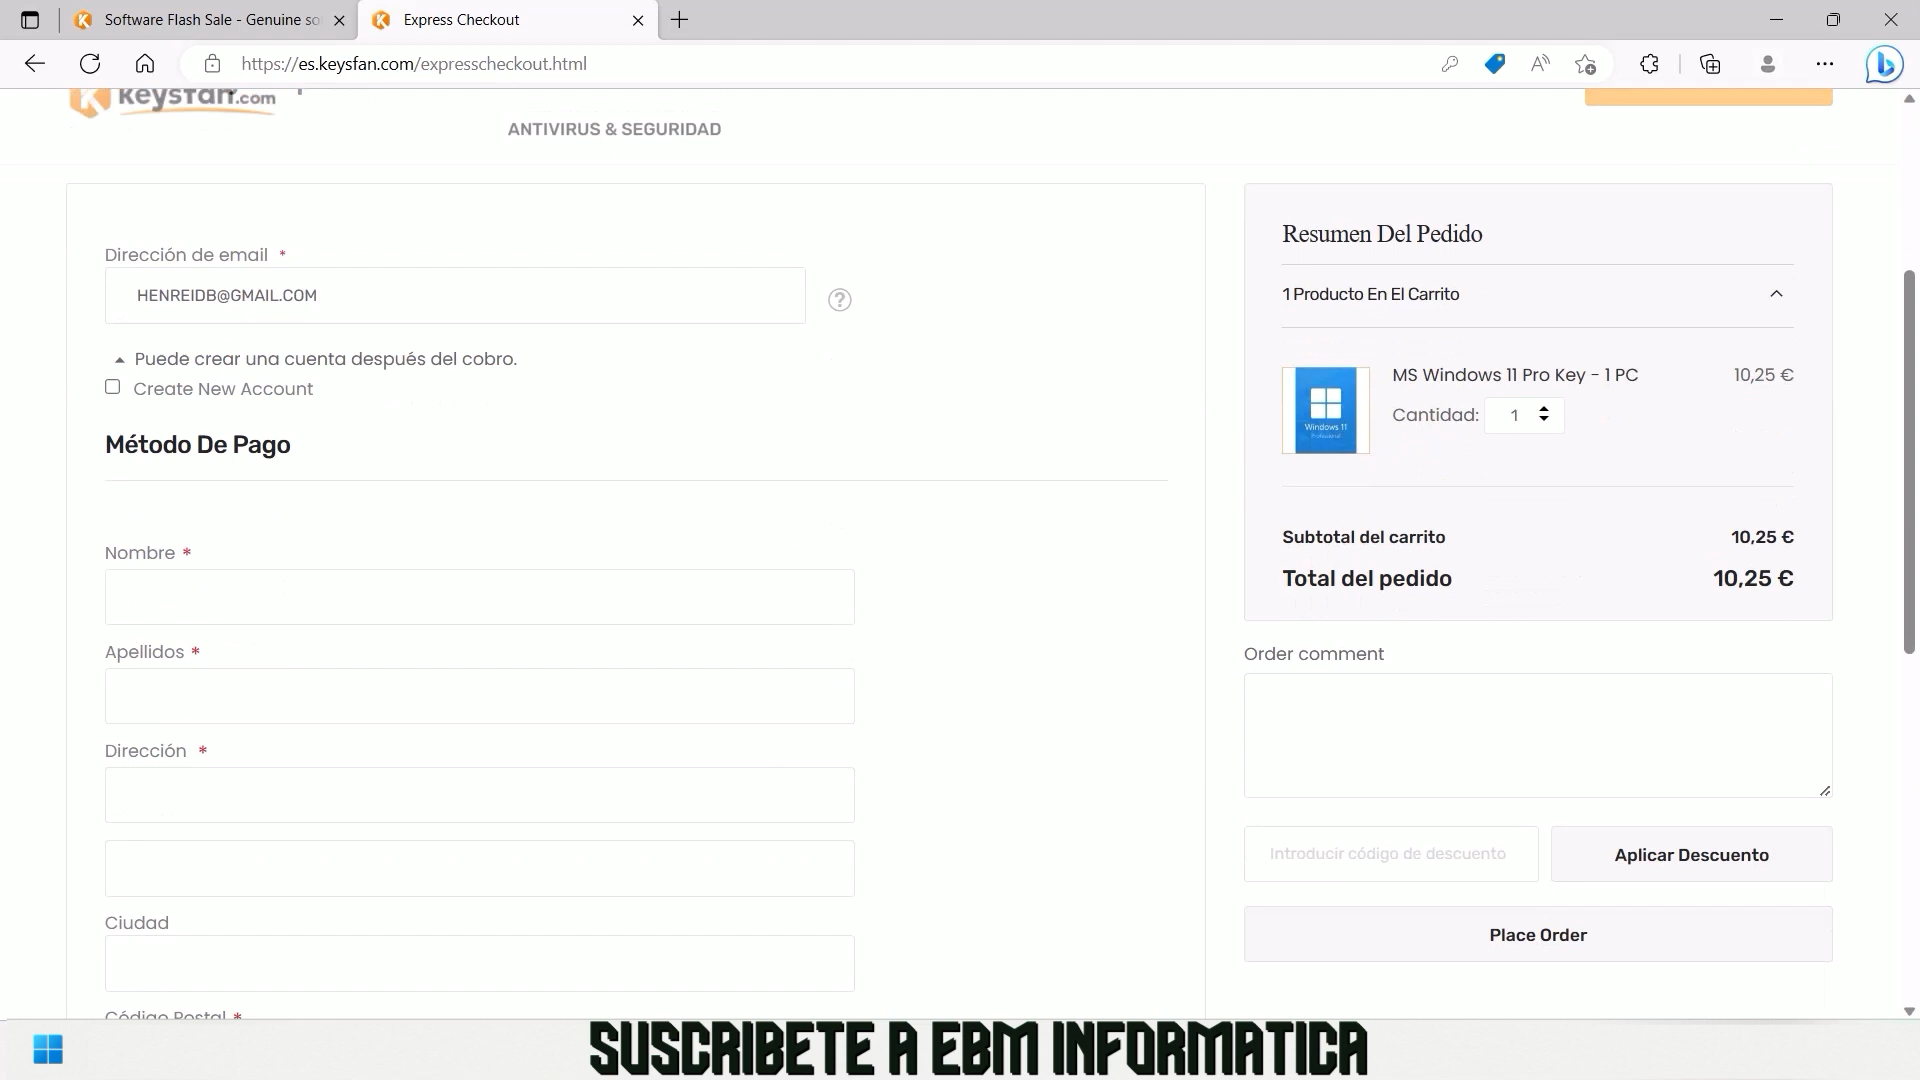 Software Flash Sale - Genuine so
Express Checkout
https://es.keysfan.com/expresscheckout.html
keysfan.com
ANTIVIRUS & SEGURIDAD
Dirección de email *
HENREIDB@GMAIL.COM
Puede crear una cuenta después del cobro.
Create New Account
Método De Pago
Nombre *
Apellidos *
Dirección *
Ciudad
Código Postal *
Resumen Del Pedido
1 Producto En El Carrito
MS Windows 11 Pro Key - 1 PC 10,25 €
Windows 11
Cantidad: 1
Subtotal del carrito 10,25 €
Total del pedido 10,25 €
Order comment
Introducir código de descuento
Aplicar Descuento
Place Order
SUSCRIBETE A EBM INFORMATICA